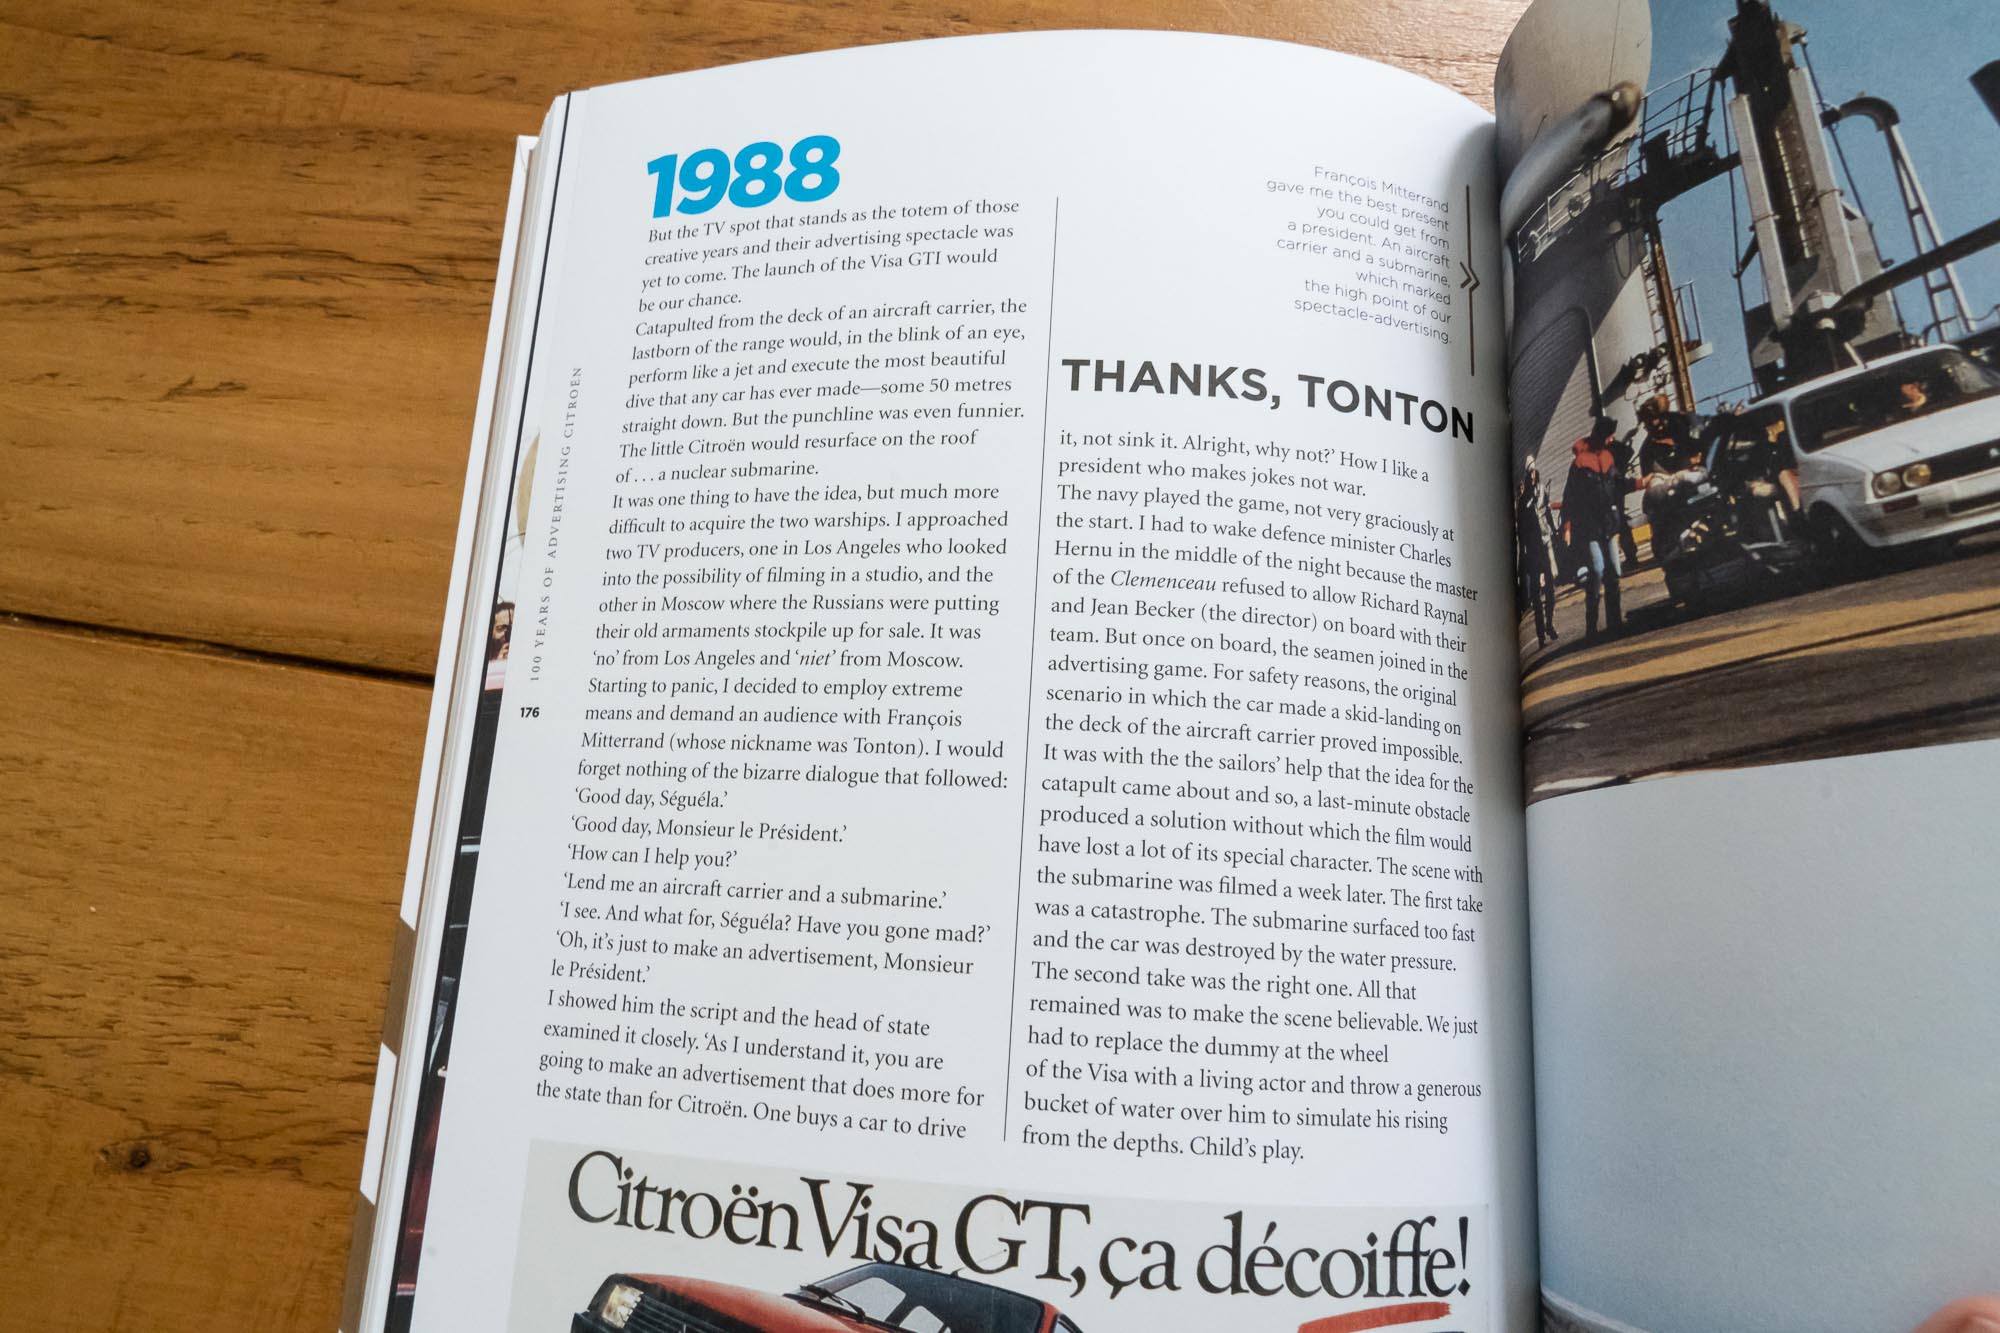 1988
But the TV spot that stands as the totem of those
creative years and their advertising spectacle was
yet to come. The launch of the Visa GTI would
be our chance.
Catapulted from the deck of an aircraft carrier, the
lastborn of the range would, in the blink of an eye,
perform like a jet and execute the most beautiful
dive that any car has ever made—some 50 metres
straight down. But the punchline was even funnier.
The little Citroën would resurface on the roof
of . . . a nuclear submarine.
It was one thing to have the idea, but much more
difficult to acquire the two warships. I approached
two TV producers, one in Los Angeles who looked
into the possibility of filming in a studio, and the
other in Moscow where the Russians were putting
their old armaments stockpile up for sale. It was
‘no’ from Los Angeles and ‘niet’ from Moscow.
Starting to panic, I decided to employ extreme
means and demand an audience with François
Mitterrand (whose nickname was Tonton). I would
forget nothing of the bizarre dialogue that followed:
‘Good day, Séguéla.’
‘Good day, Monsieur le Président.’
‘How can I help you?’
‘Lend me an aircraft carrier and a submarine.’
‘I see. And what for, Séguéla? Have you gone mad?’
‘Oh, it’s just to make an advertisement, Monsieur
le Président.’
I showed him the script and the head of state
examined it closely. ‘As I understand it, you are
going to make an advertisement that does more for
the state than for Citroën. One buys a car to drive
François Mitterrand
gave me the best present
you could get from
a president. An aircraft
carrier and a submarine,
which marked
the high point of our
spectacle-advertising.
THANKS, TONTON
it, not sink it. Alright, why not?’ How I like a
president who makes jokes not war.
The navy played the game, not very graciously at
the start. I had to wake defence minister Charles
Hernu in the middle of the night because the master
of the Clemenceau refused to allow Richard Raynal
and Jean Becker (the director) on board with their
team. But once on board, the seamen joined in the
advertising game. For safety reasons, the original
scenario in which the car made a skid-landing on
the deck of the aircraft carrier proved impossible.
It was with the the sailors’ help that the idea for the
catapult came about and so, a last-minute obstacle
produced a solution without which the film would
have lost a lot of its special character. The scene with
the submarine was filmed a week later. The first take
was a catastrophe. The submarine surfaced too fast
and the car was destroyed by the water pressure.
The second take was the right one. All that
remained was to make the scene believable. We just
had to replace the dummy at the wheel
of the Visa with a living actor and throw a generous
bucket of water over him to simulate his rising
from the depths. Child’s play.
100 YEARS OF ADVERTISING CITROËN
176
Citroën Visa GT, ça décoiffe!